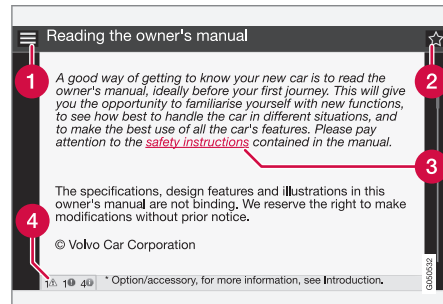 Reading the owner's manual
1
2
A good way of getting to know your new car is to read the
owner's manual, ideally before your first journey. This will give
you the opportunity to familiarise yourself with new functions,
to see how best to handle the car in different situations, and
to make the best use of all the car's features. Please pay
attention to the safety instructions contained in the manual.
3
The specifications, design features and illustrations in this
owner's manual are not binding. We reserve the right to make
modifications without prior notice.
4
© Volvo Car Corporation
1⚠ 1 4 * Option/accessory, for more information, see Introduction.
G050532